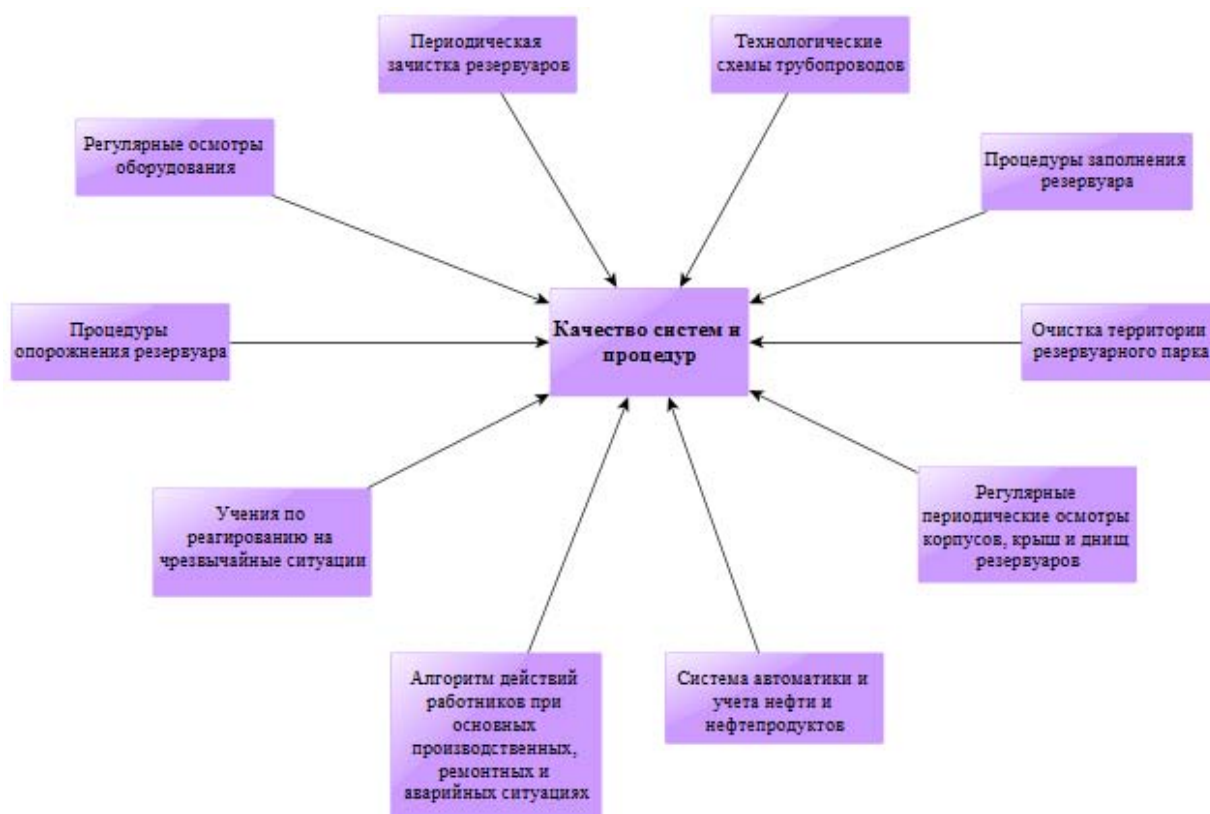 Периодическая
зачистка резервуаров
Технологические
схемы трубопроводов
Регулярные осмотры
оборудования
Процедуры заполнения
резервуара
Процедуры
опорожнения резервуара
Качество систем и
процедур
Очистка территории
резервуарного парка
Учения по
реагированию на
чрезвычайные ситуации
Регулярные
периодические осмотры
корпусов, крыш и днищ
резервуаров
Алгоритм действий
работников при
основных
производственных,
ремонтных и
аварийных ситуациях
Система автоматики и
учета нефти и
нефтепродуктов